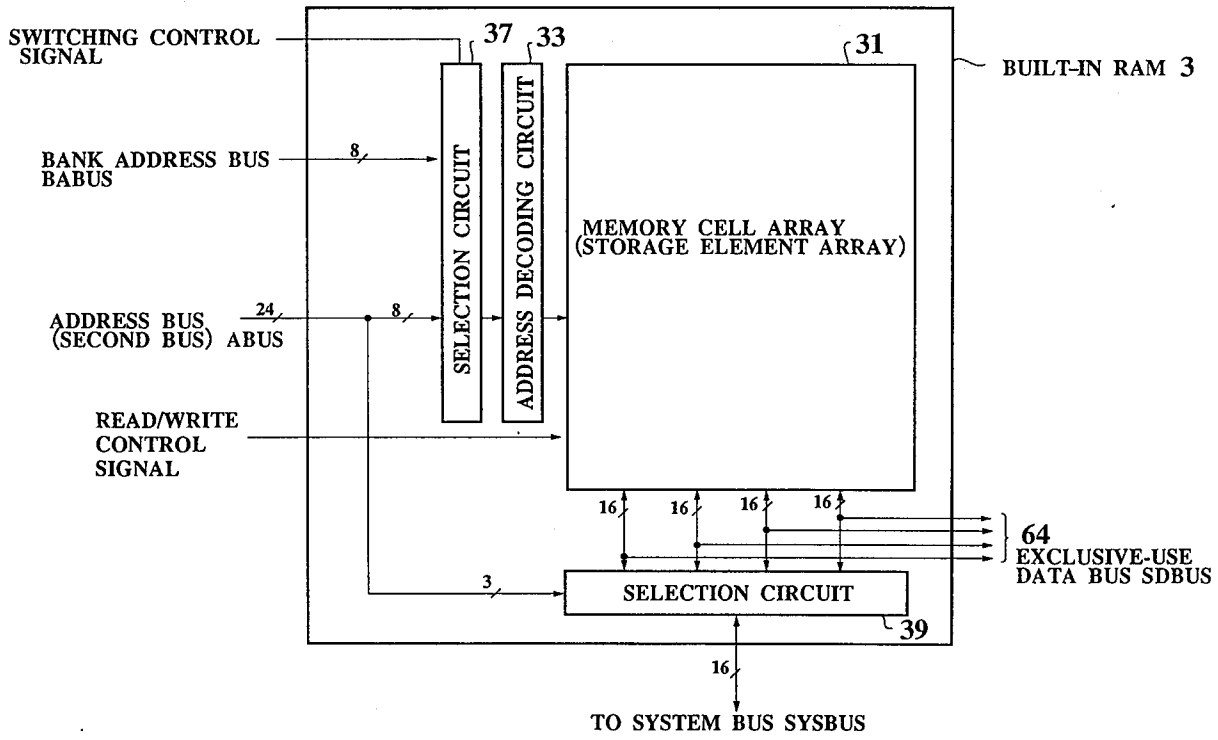 SWITCHING CONTROL
SIGNAL
37
33
31
BUILT-IN RAM 3
BANK ADDRESS BUS
BABUS
8
SELECTION CIRCUIT
ADDRESS DECODING CIRCUIT
MEMORY CELL ARRAY
(STORAGE ELEMENT ARRAY)
24
8
ADDRESS BUS
(SECOND BUS) ABUS
READ/WRITE
CONTROL
SIGNAL
16
16
16
16
64
EXCLUSIVE-USE
DATA BUS SDBUS
3
SELECTION CIRCUIT
39
16
TO SYSTEM BUS SYSBUS